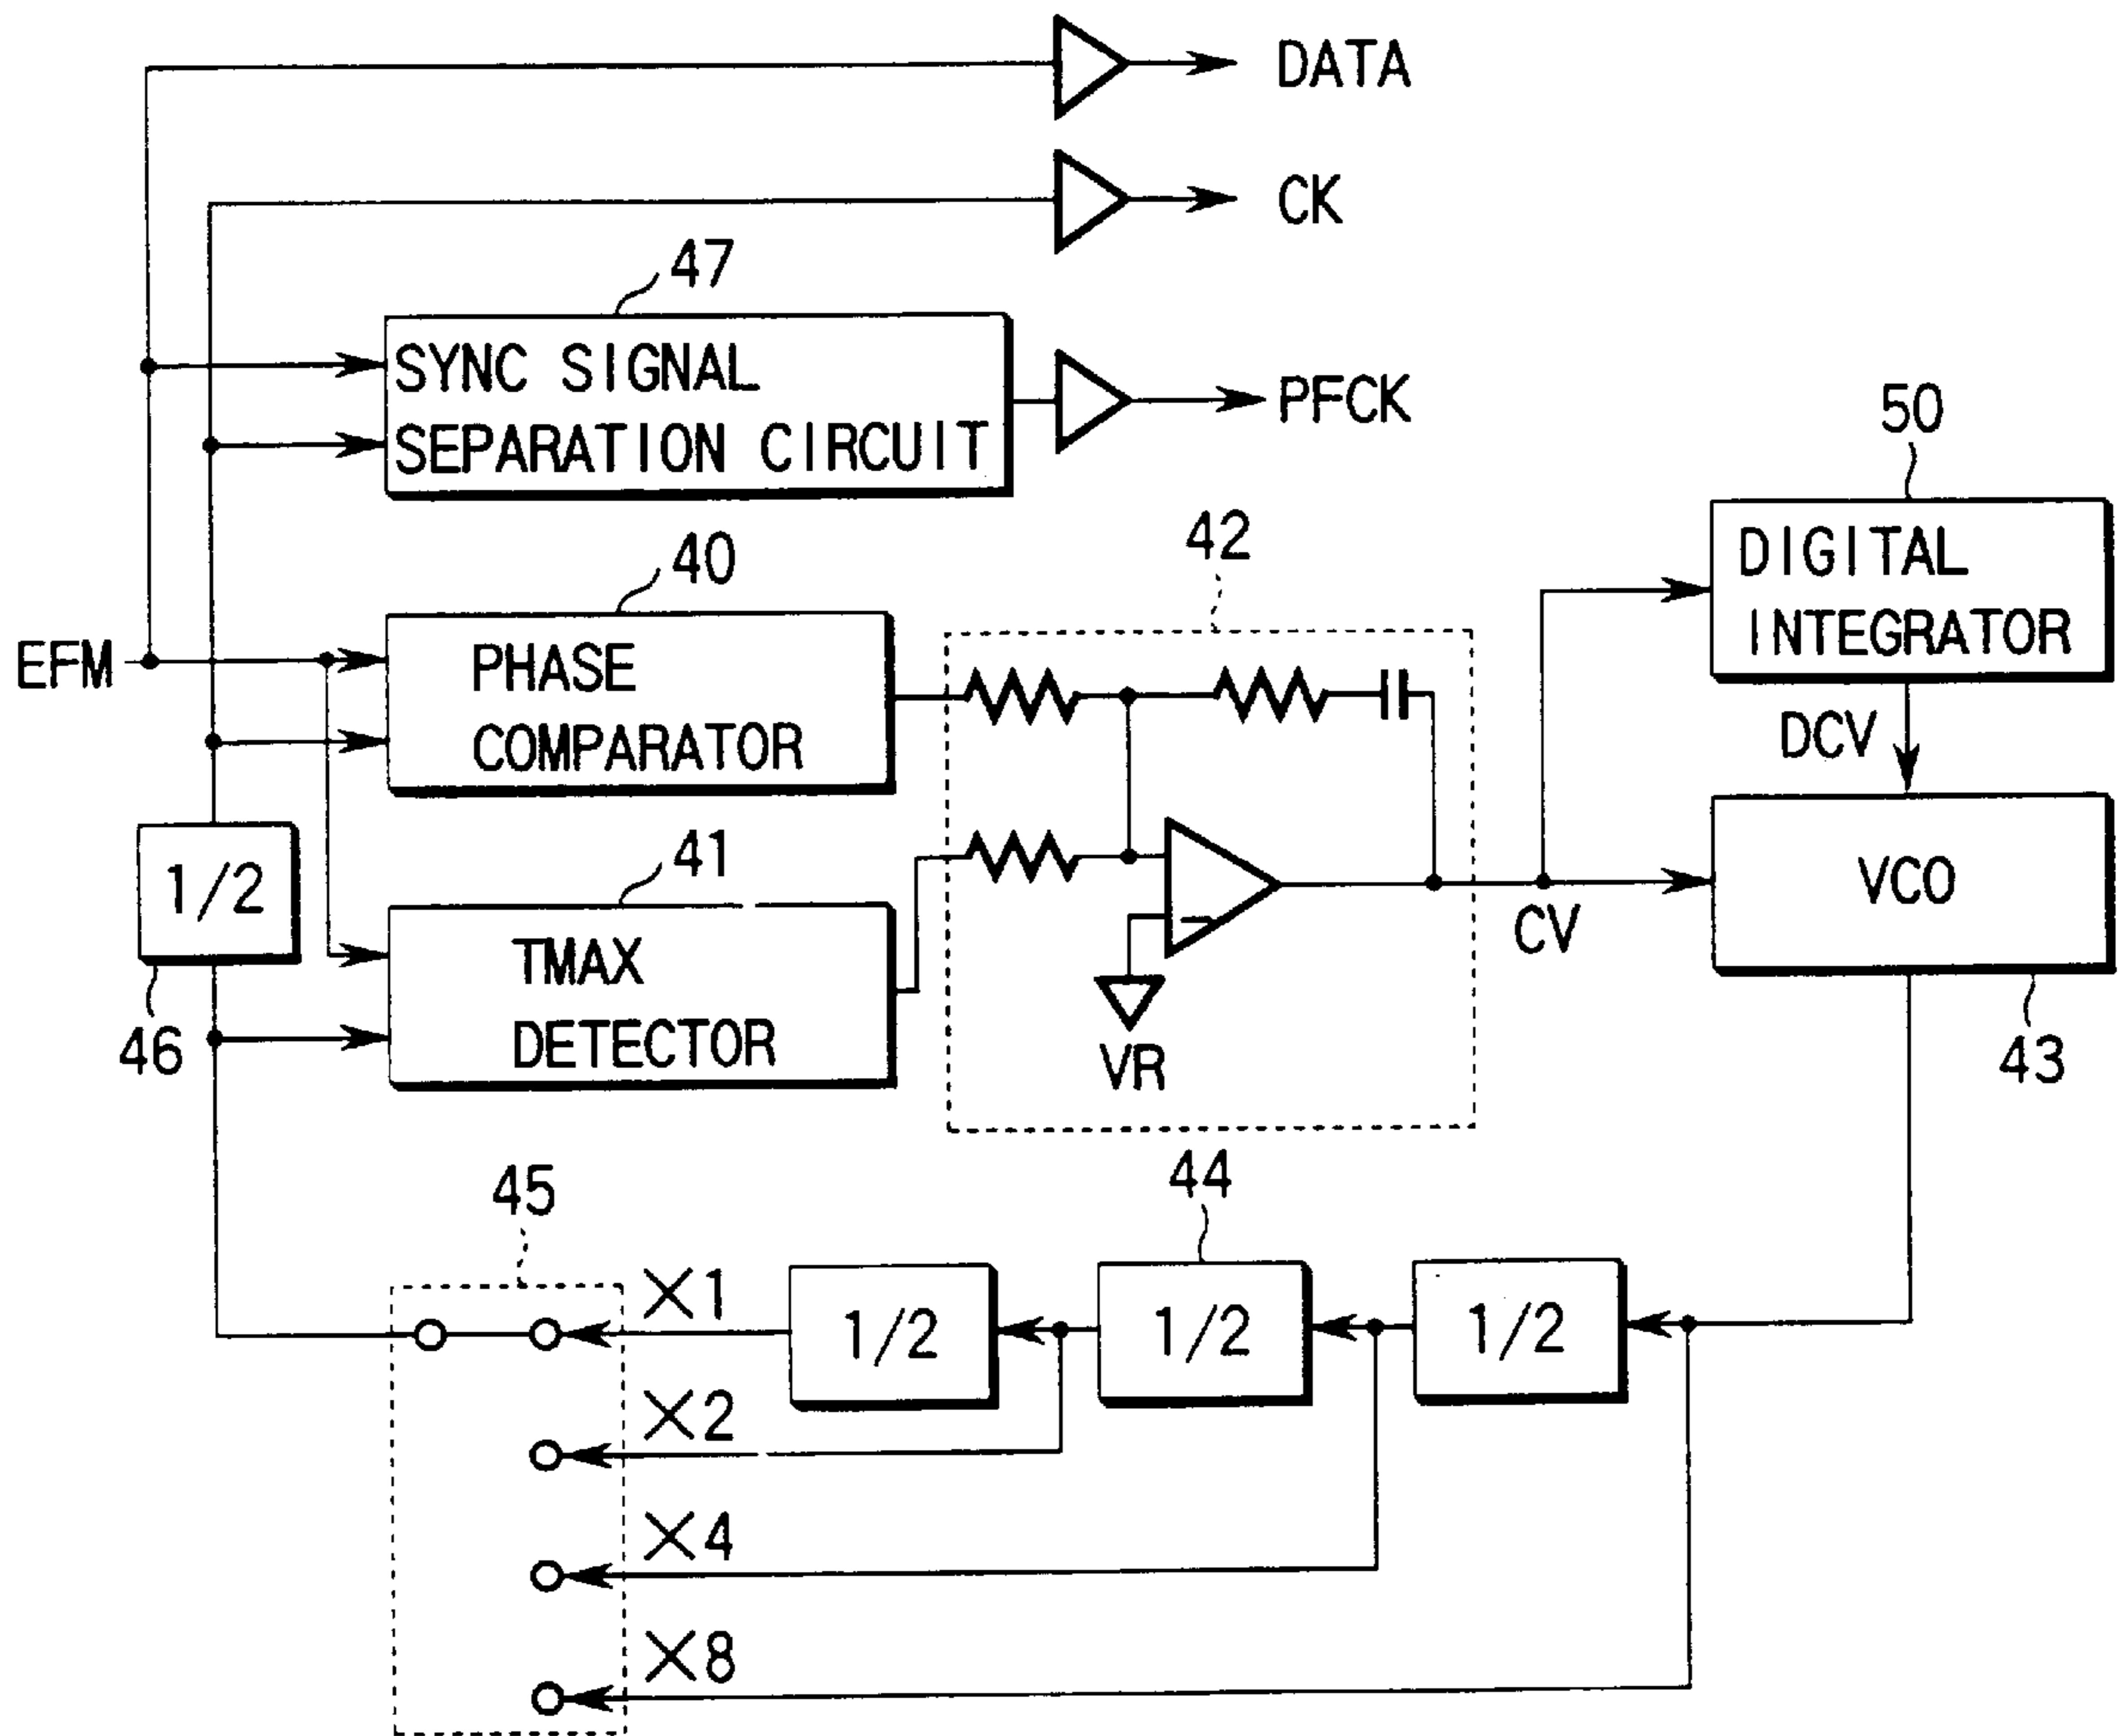 DATA
CK
47
SYNC SIGNAL
SEPARATION CIRCUIT
PFCK
50
DIGITAL
INTEGRATOR
42
40
EFM
PHASE
COMPARATOR
DCV
41
1/2
VCO
TMAX
DETECTOR
CV
46
VR
43
45
44
×1
1/2
1/2
1/2
×2
×4
×8